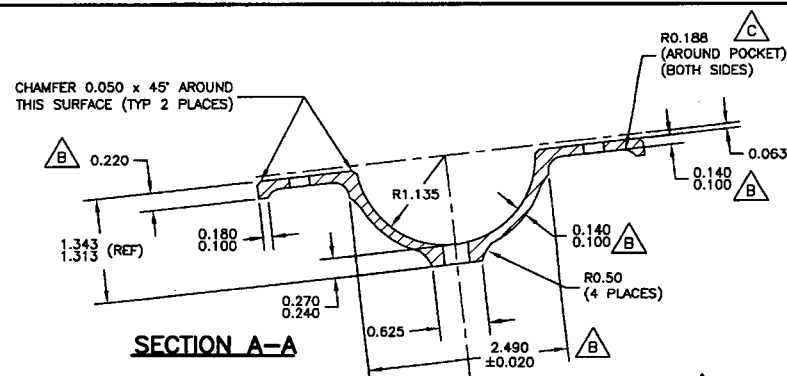 CHAMFER 0.050 x 45° AROUND
THIS SURFACE (TYP 2 PLACES)
R0.188
(AROUND POCKET)
(BOTH SIDES)
C
B
0.220
0.063
0.140
0.100
B
R1.135
0.180
0.100
1.343
1.313 (REF)
0.140
0.100
B
R0.50
(4 PLACES)
0.270
0.240
0.625
2.490
±0.020
B
SECTION A-A